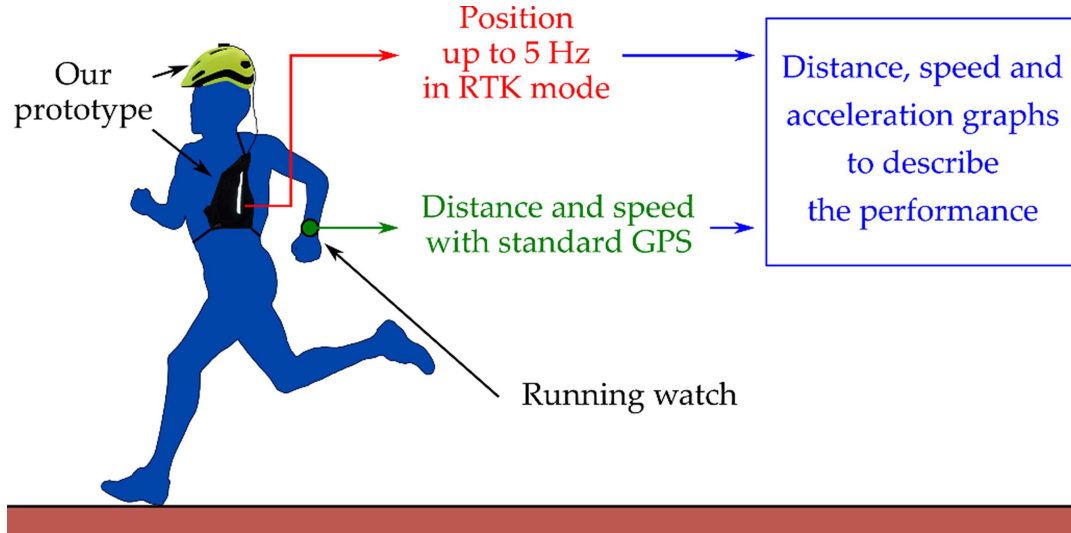 Our
prototype
Position
up to 5 Hz
in RTK mode
Distance and speed
with standard GPS
Running watch
Distance, speed and
acceleration graphs
to describe
the performance